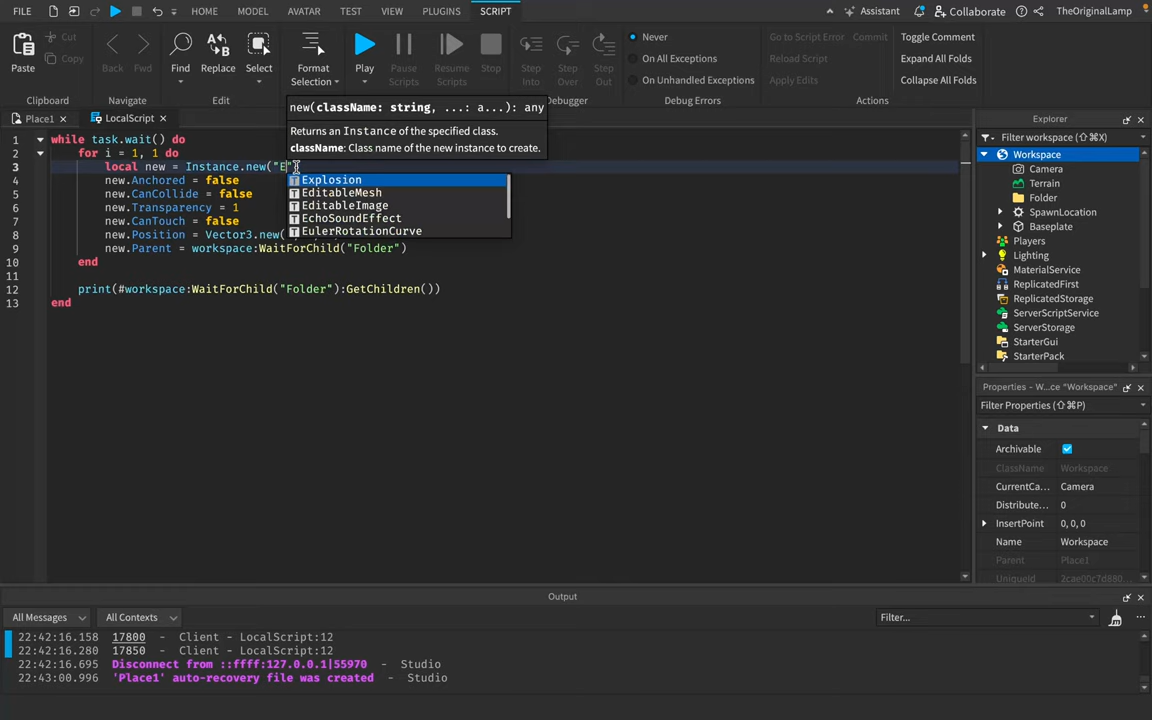 FILE HOME MODEL AVATAR TEST VIEW PLUGINS SCRIPT Assistant Collaborate TheOriginalLamp
Paste Cut Copy Back Fwd Find Replace Select Format Selection Play Pause Scripts Resume Scripts Stop Step Into Step Over Step Out
Never
On All Exceptions
On Unhandled Exceptions
Go to Script Error Commit
Reload Script
Apply Edits
Toggle Comment
Expand All Folds
Collapse All Folds
Clipboard Navigate Edit Debugger Debug Errors Actions
Place1 LocalScript
new(className: string, ...: a...): any
Returns an Instance of the specified class.
className: Class name of the new instance to create.
1 while task.wait() do
2 for i = 1, 1 do
3 local new = Instance.new("E")
4 new.Anchored = false
5 new.CanCollide = false
6 new.Transparency = 1
7 new.CanTouch = false
8 new.Position = Vector3.new(
9 new.Parent = workspace:WaitForChild("Folder")
10 end
11
12 print(#workspace:WaitForChild("Folder"):GetChildren())
13 end
Explosion
EditableMesh
EditableImage
EchoSoundEffect
EulerRotationCurve
Explorer
Filter workspace (⇧⌘X)
Workspace
Camera
Terrain
Folder
SpawnLocation
Players
Lighting
MaterialService
ReplicatedFirst
ReplicatedStorage
ServerScriptService
ServerStorage
StarterGui
StarterPack
Properties - W...ce "Workspace"
Filter Properties (⇧⌘P)
Data
Archivable
ClassName Workspace
CurrentCa... Camera
Distribute... 0
InsertPoint 0, 0, 0
Name Workspace
Parent Place1
UniqueId 2cae00c7d880...
Output
All Messages All Contexts Filter...
22:42:16.158 17800 - Client - LocalScript:12
22:42:16.280 17850 - Client - LocalScript:12
22:42:16.695 Disconnect from ::ffff:127.0.0.1|55970 - Studio
22:43:00.996 'Place1' auto-recovery file was created - Studio